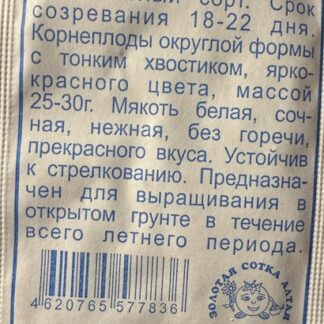 сорт. Срок
созревания 18-22 дня.
Корнеплоды округлой формы
с тонким хвостиком, ярко-
красного цвета, массой
25-30г. Мякоть белая, соч-
ная, нежная, без горечи,
прекрасного вкуса. Устойчив
к стрелкованию. Предназна-
чен для выращивания в
открытом грунте в течение
всего летнего периода.
4 620765 577836
ЗОЛОТАЯ СОТКА АЛТАЯ